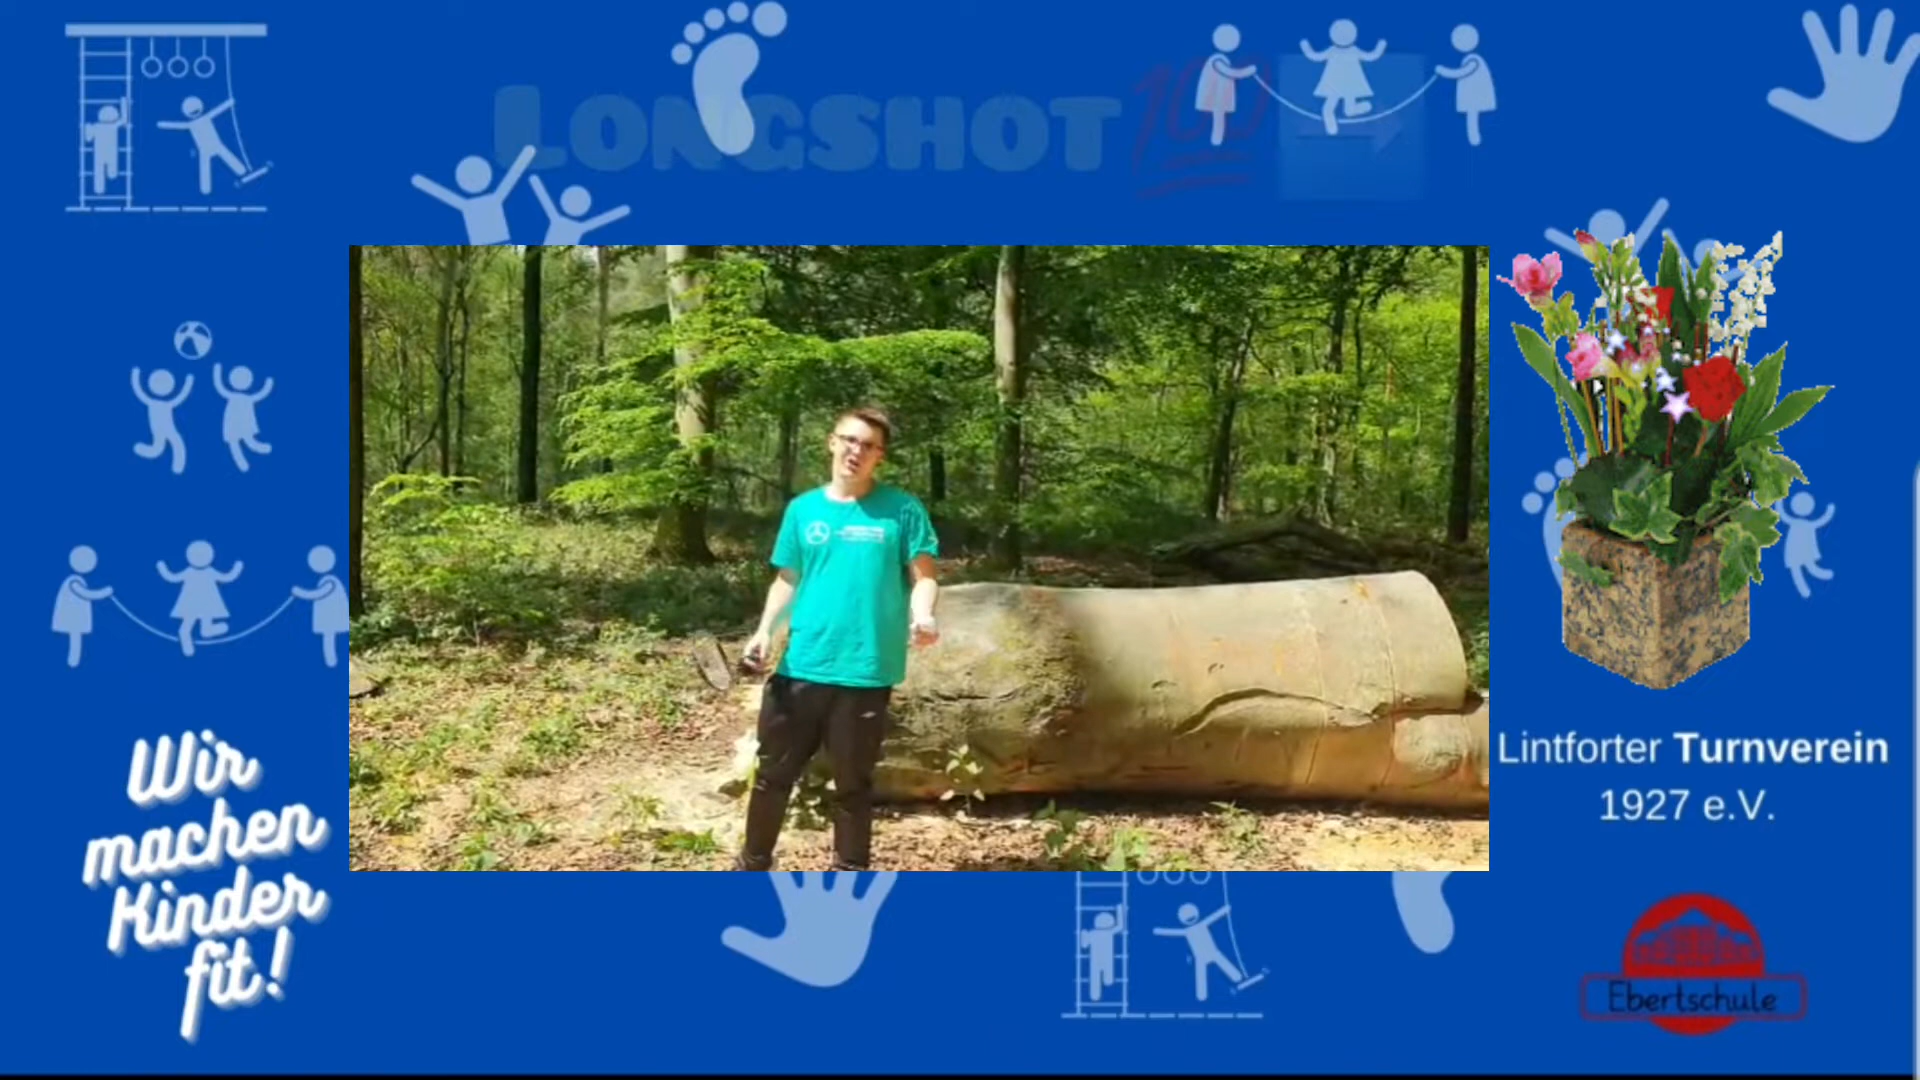 LONGSHOT💯➡
Wir
machen
Kinder
fit!
Lintforter Turnverein
1927 e.V.
Ebertschule